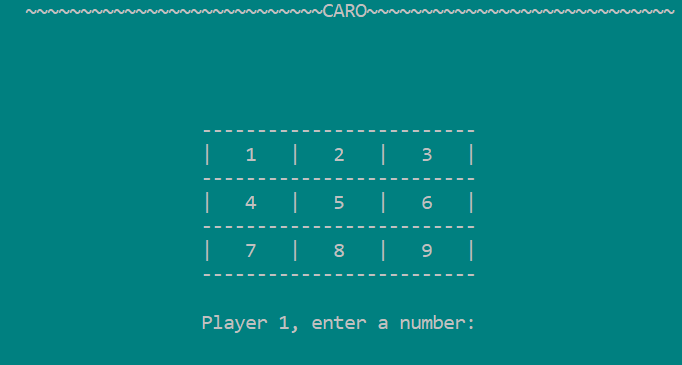 ~~~~~~~~~~~~~~~~~~~~~~~~~~~CARO~~~~~~~~~~~~~~~~~~~~~~~~~~~~
-------------------------
|   1   |   2   |   3   |
-------------------------
|   4   |   5   |   6   |
-------------------------
|   7   |   8   |   9   |
-------------------------
Player 1, enter a number: